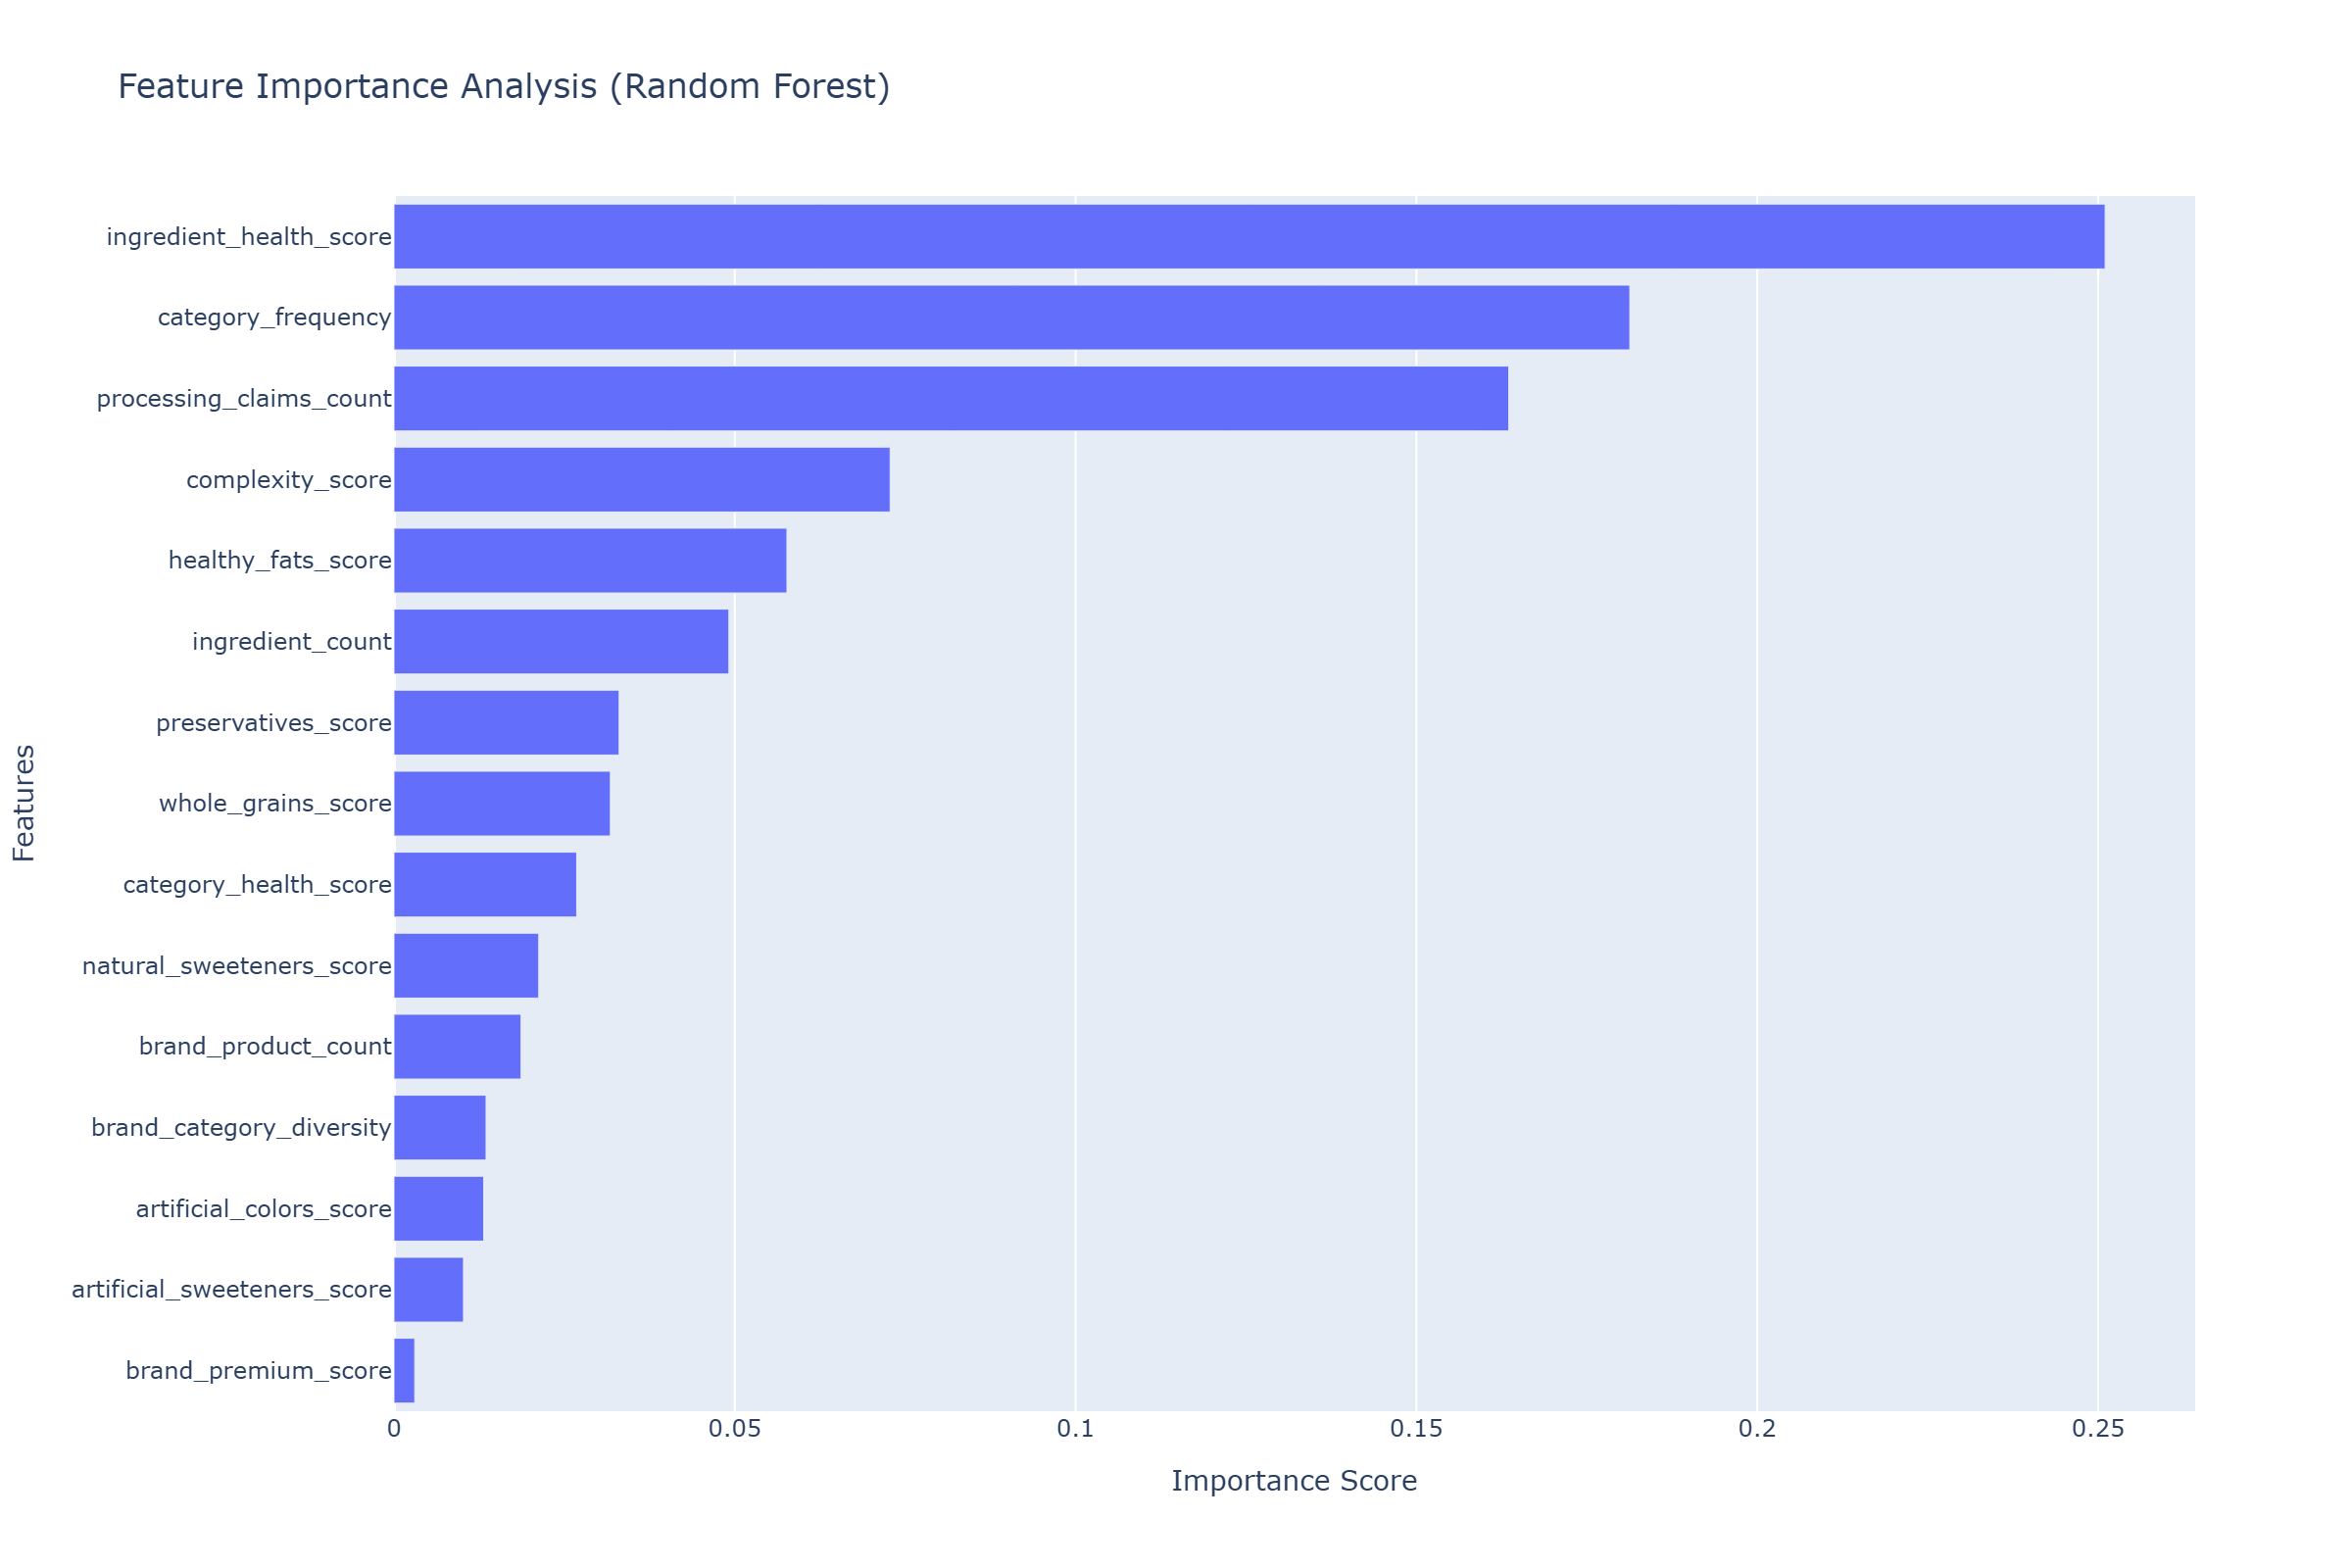 Feature Importance Analysis (Random Forest)
ingredient_health_score
category_frequency
processing_claims_count
complexity_score
healthy_fats_score
ingredient_count
preservatives_score
whole_grains_score
category_health_score
natural_sweeteners_score
brand_product_count
brand_category_diversity
artificial_colors_score
artificial_sweeteners_score
brand_premium_score
Features
0 0.05 0.1 0.15 0.2 0.25
Importance Score